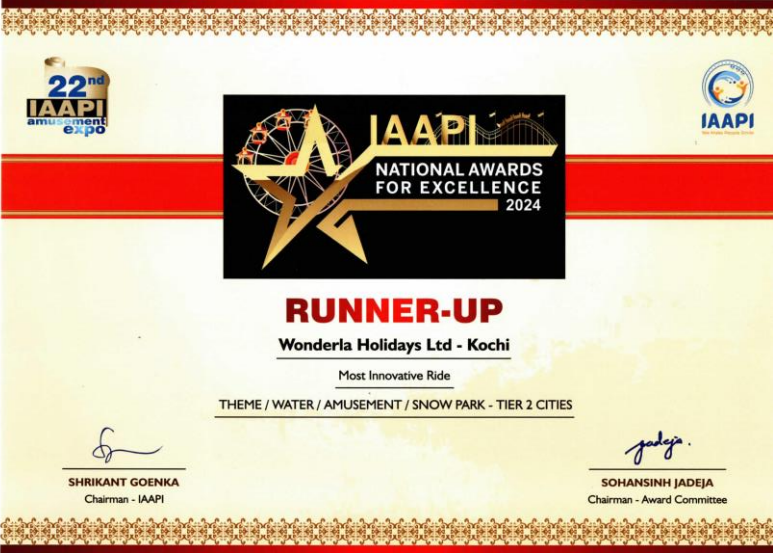 22nd
IAAPI
amusement
expo
IAAPI
IAAPI
NATIONAL AWARDS
FOR EXCELLENCE
2024
RUNNER-UP
Wonderla Holidays Ltd - Kochi
Most Innovative Ride
THEME / WATER / AMUSEMENT / SNOW PARK - TIER 2 CITIES
jadeja.
SHRIKANT GOENKA
Chairman - IAAPI
SOHANSINH JADEJA
Chairman - Award Committee